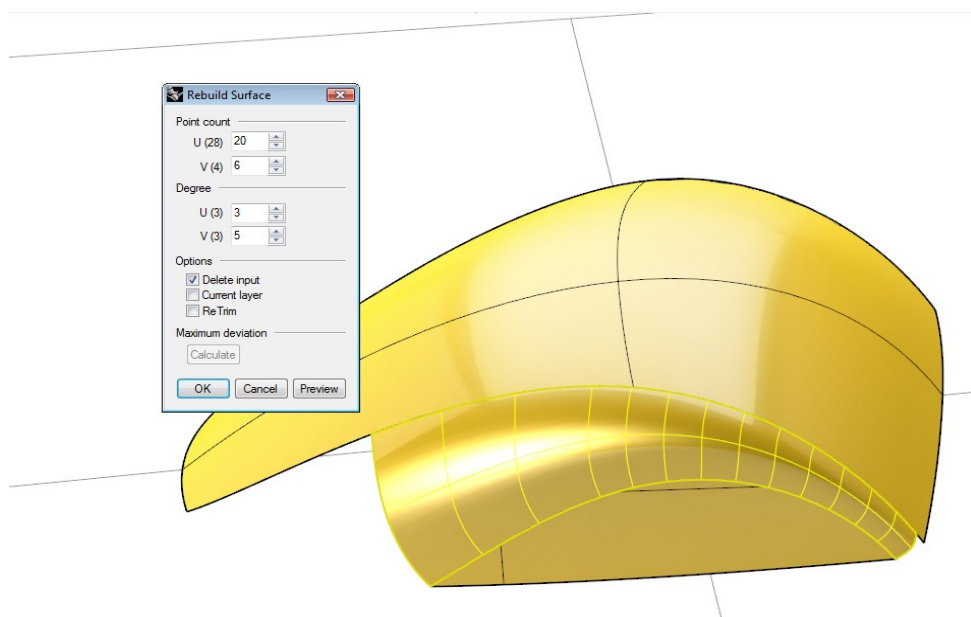 Rebuild Surface
Point count
U (28) 20
V (4) 6
Degree
U (3) 3
V (3) 5
Options
Delete input
Current layer
ReTrim
Maximum deviation
Calculate
OK Cancel Preview